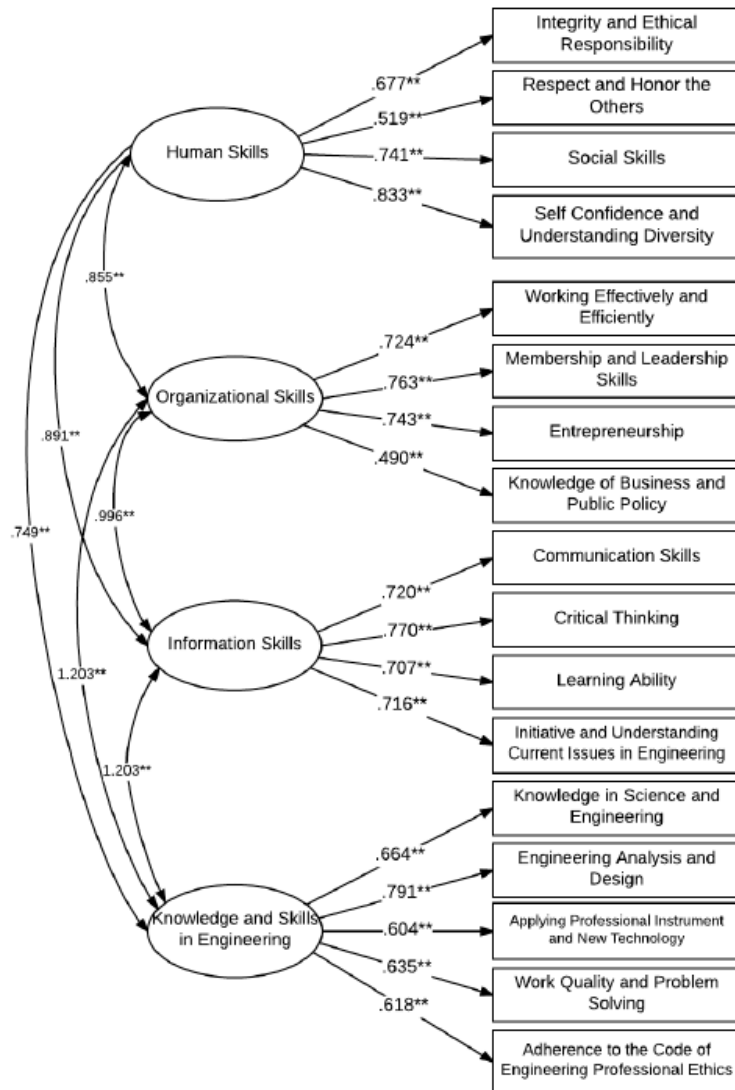 Integrity and Ethical
Responsibility
.677**
Respect and Honor the
Others
.519**
Human Skills
Social Skills
.741**
.833**
Self Confidence and
Understanding Diversity
.855**
Working Effectively and
Efficiently
.724**
Membership and Leadership
Skills
.763**
Organizational Skills
.743**
Entrepreneurship
.891**
.490**
Knowledge of Business and
Public Policy
.996**
.749**
Communication Skills
.720**
Critical Thinking
.770**
Information Skills
.707**
Learning Ability
1.203**
.716**
Initiative and Understanding
Current Issues in Engineering
1.203**
Knowledge in Science and
Engineering
.664**
Engineering Analysis and
Design
.791**
Knowledge and Skills
in Engineering
.604**
Applying Professional Instrument
and New Technology
.635**
Work Quality and Problem
Solving
.618**
Adherence to the Code of
Engineering Professional Ethics